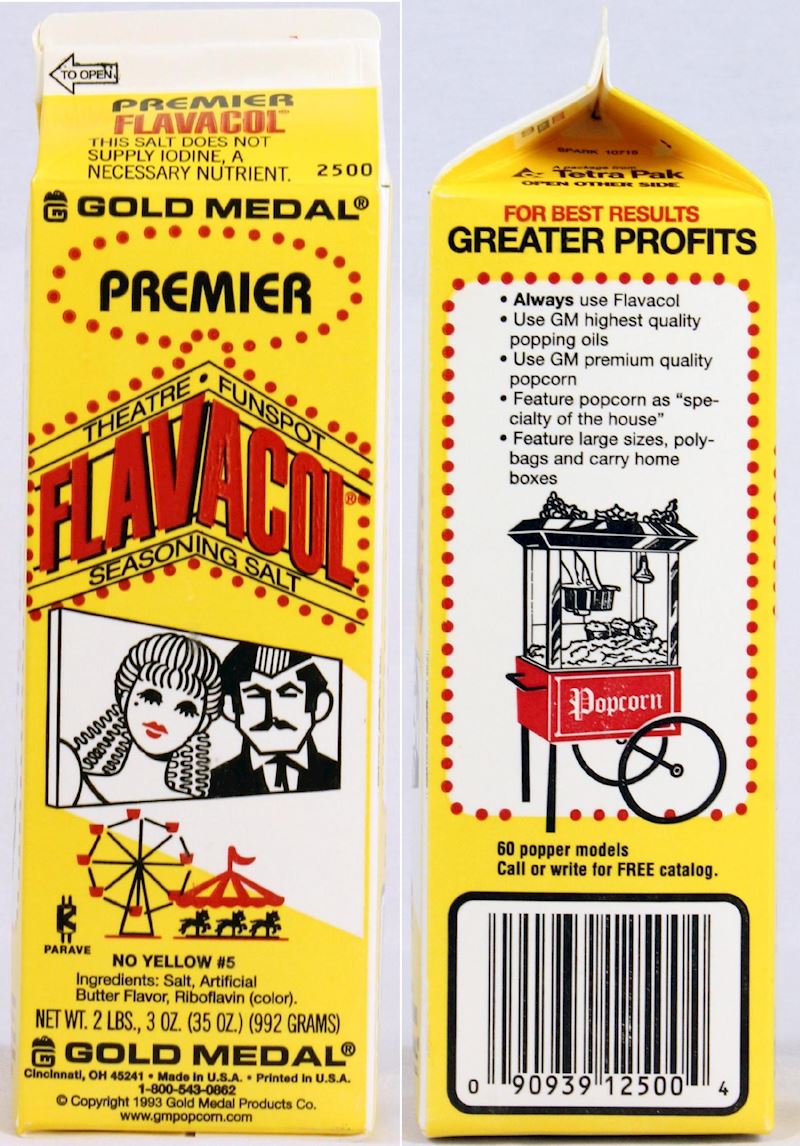 TO OPEN
PREMIER
FLAVACOL®
THIS SALT DOES NOT
SUPPLY IODINE, A
NECESSARY NUTRIENT.
2500
GOLD MEDAL®
PREMIER
THEATRE • FUNSPOT
FLAVACOL®
SEASONING SALT
PARAVE
NO YELLOW #5
Ingredients: Salt, Artificial
Butter Flavor, Riboflavin (color).
NET WT. 2 LBS., 3 OZ. (35 OZ.) (992 GRAMS)
GOLD MEDAL®
Cincinnati, OH 45241 • Made in U.S.A. • Printed in U.S.A.
1-800-543-0862
© Copyright 1993 Gold Medal Products Co.
www.gmpopcorn.com
SPARK 10715
A package from
Tetra Pak
OPEN OTHER SIDE
FOR BEST RESULTS
GREATER PROFITS
• Always use Flavacol
• Use GM highest quality
popping oils
• Use GM premium quality
popcorn
• Feature popcorn as “spe-
cialty of the house”
• Feature large sizes, poly-
bags and carry home
boxes
Popcorn
60 popper models
Call or write for FREE catalog.
0 90939 12500 4